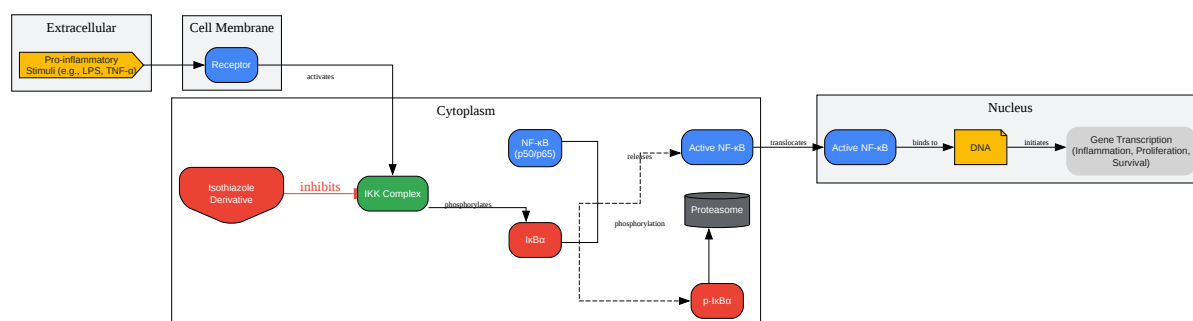 Extracellular
Pro-inflammatory
Stimuli (e.g., LPS, TNF-α)
Cell Membrane
Receptor
activates
Cytoplasm
Isothiazole
Derivative
inhibits
IKK Complex
phosphorylates
NF-κB
(p50/p65)
IκBα
releases
phosphorylation
Active NF-κB
Proteasome
p-IκBα
translocates
Nucleus
Active NF-κB
binds to
DNA
initiates
Gene Transcription
(Inflammation, Proliferation,
Survival)